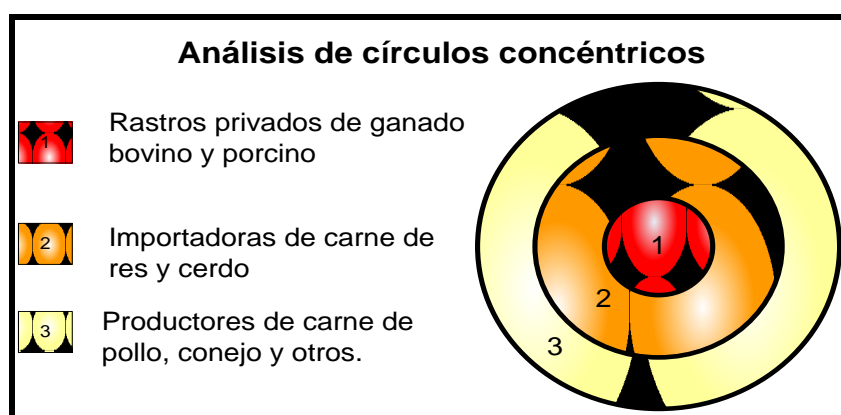 Análisis de círculos concéntricos
1
Rastros privados de ganado
bovino y porcino
2
Importadoras de carne de
res y cerdo
3
Productores de carne de
pollo, conejo y otros.
1
2
3